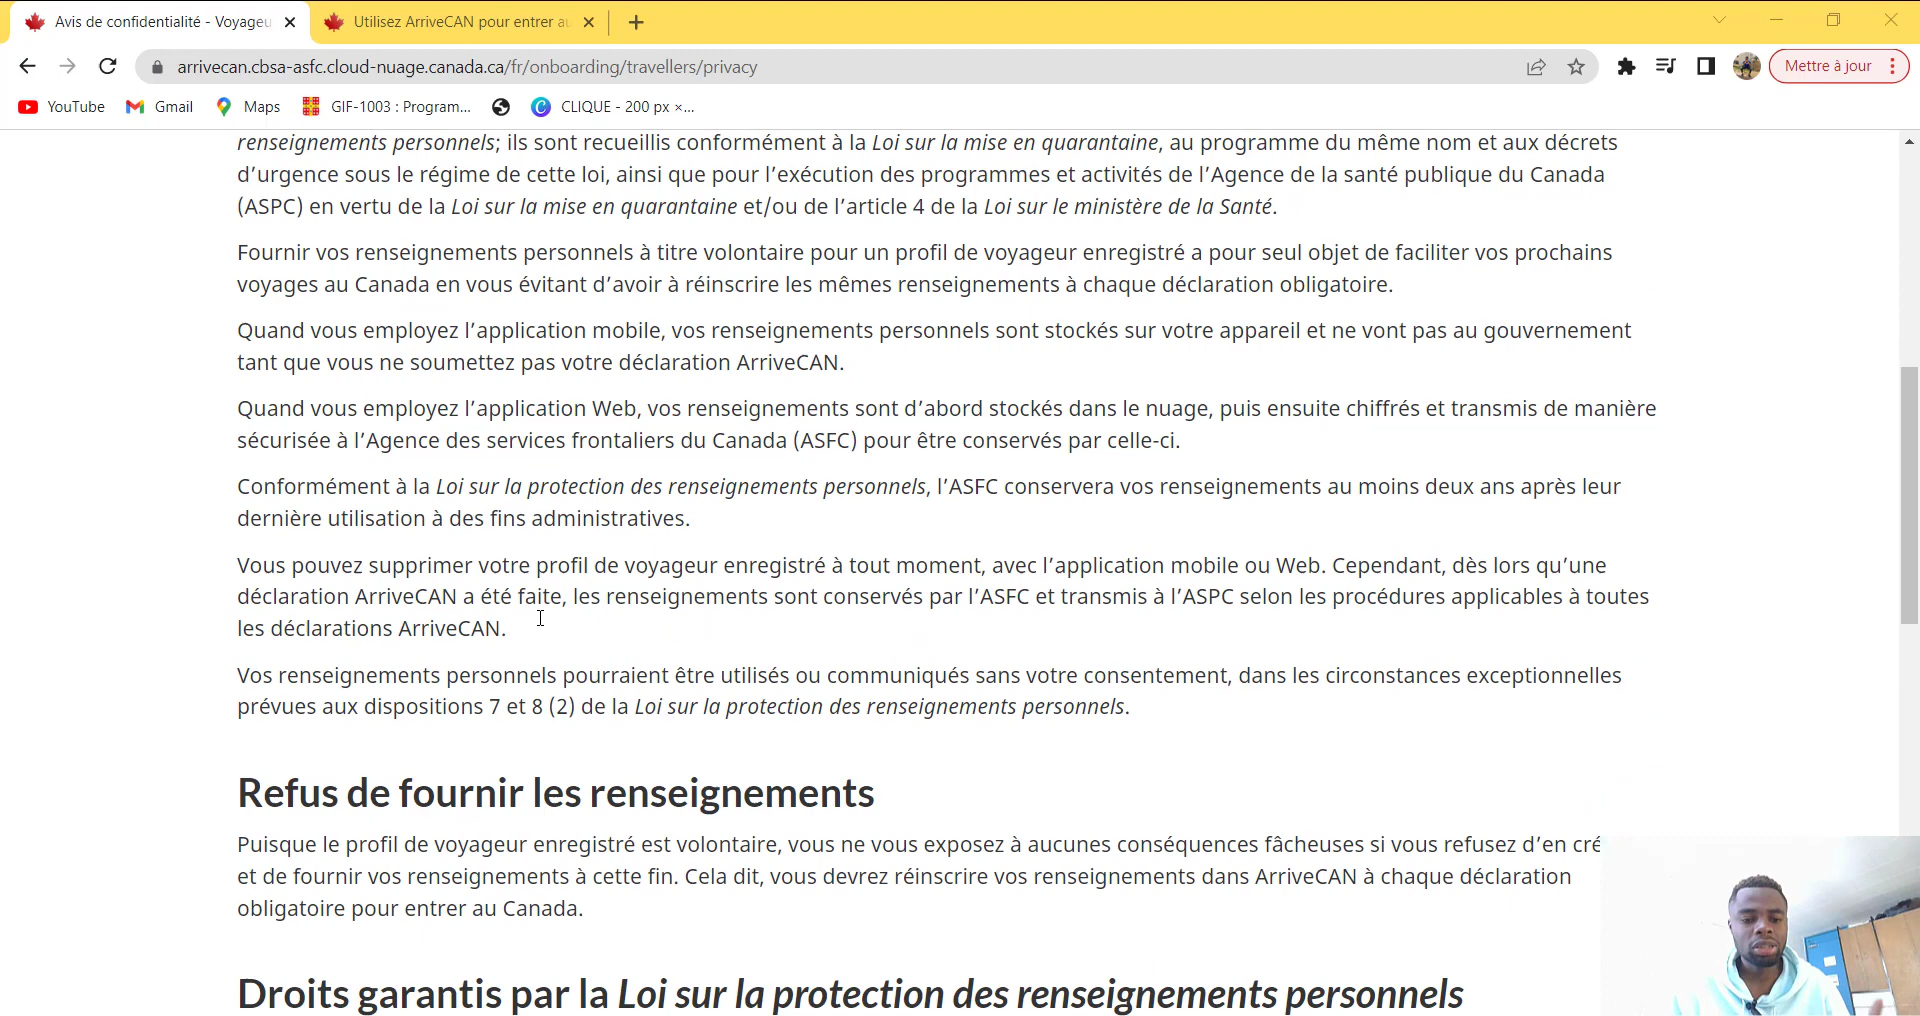 Avis de confidentialité - Voyageu
Utilisez ArriveCAN pour entrer au
arrivecan.cbsa-asfc.cloud-nuage.canada.ca/fr/onboarding/travellers/privacy
Mettre à jour
YouTube
Gmail
Maps
GIF-1003 : Program...
CLIQUE - 200 px ×...
renseignements personnels; ils sont recueillis conformément à la Loi sur la mise en quarantaine, au programme du même nom et aux décrets
d’urgence sous le régime de cette loi, ainsi que pour l’exécution des programmes et activités de l’Agence de la santé publique du Canada
(ASPC) en vertu de la Loi sur la mise en quarantaine et/ou de l’article 4 de la Loi sur le ministère de la Santé.
Fournir vos renseignements personnels à titre volontaire pour un profil de voyageur enregistré a pour seul objet de faciliter vos prochains
voyages au Canada en vous évitant d’avoir à réinscrire les mêmes renseignements à chaque déclaration obligatoire.
Quand vous employez l’application mobile, vos renseignements personnels sont stockés sur votre appareil et ne vont pas au gouvernement
tant que vous ne soumettez pas votre déclaration ArriveCAN.
Quand vous employez l’application Web, vos renseignements sont d’abord stockés dans le nuage, puis ensuite chiffrés et transmis de manière
sécurisée à l’Agence des services frontaliers du Canada (ASFC) pour être conservés par celle-ci.
Conformément à la Loi sur la protection des renseignements personnels, l’ASFC conservera vos renseignements au moins deux ans après leur
dernière utilisation à des fins administratives.
Vous pouvez supprimer votre profil de voyageur enregistré à tout moment, avec l’application mobile ou Web. Cependant, dès lors qu’une
déclaration ArriveCAN a été faite, les renseignements sont conservés par l’ASFC et transmis à l’ASPC selon les procédures applicables à toutes
les déclarations ArriveCAN.
Vos renseignements personnels pourraient être utilisés ou communiqués sans votre consentement, dans les circonstances exceptionnelles
prévues aux dispositions 7 et 8 (2) de la Loi sur la protection des renseignements personnels.
Refus de fournir les renseignements
Puisque le profil de voyageur enregistré est volontaire, vous ne vous exposez à aucunes conséquences fâcheuses si vous refusez d’en cré
et de fournir vos renseignements à cette fin. Cela dit, vous devrez réinscrire vos renseignements dans ArriveCAN à chaque déclaration
obligatoire pour entrer au Canada.
Droits garantis par la Loi sur la protection des renseignements personnels